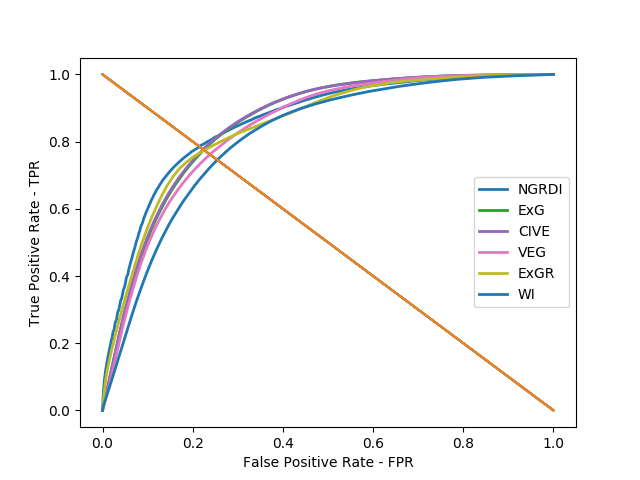 1.0
0.8
0.6
0.4
0.2
0.0
True Positive Rate - TPR
NGRDI
ExG
CIVE
VEG
ExGR
WI
0.0 0.2 0.4 0.6 0.8 1.0
False Positive Rate - FPR